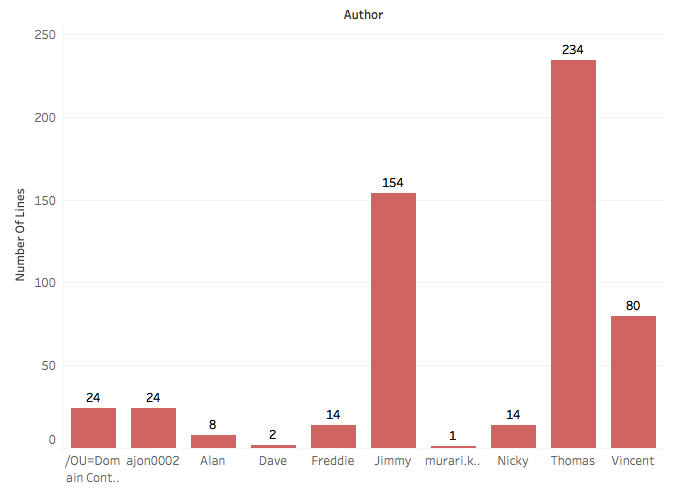 Author
250
200
150
100
50
0
Number Of Lines
24
24
8
2
14
154
1
14
234
80
/OU=Dom
ain Cont..
ajon0002
Alan
Dave
Freddie
Jimmy
murari.k..
Nicky
Thomas
Vincent